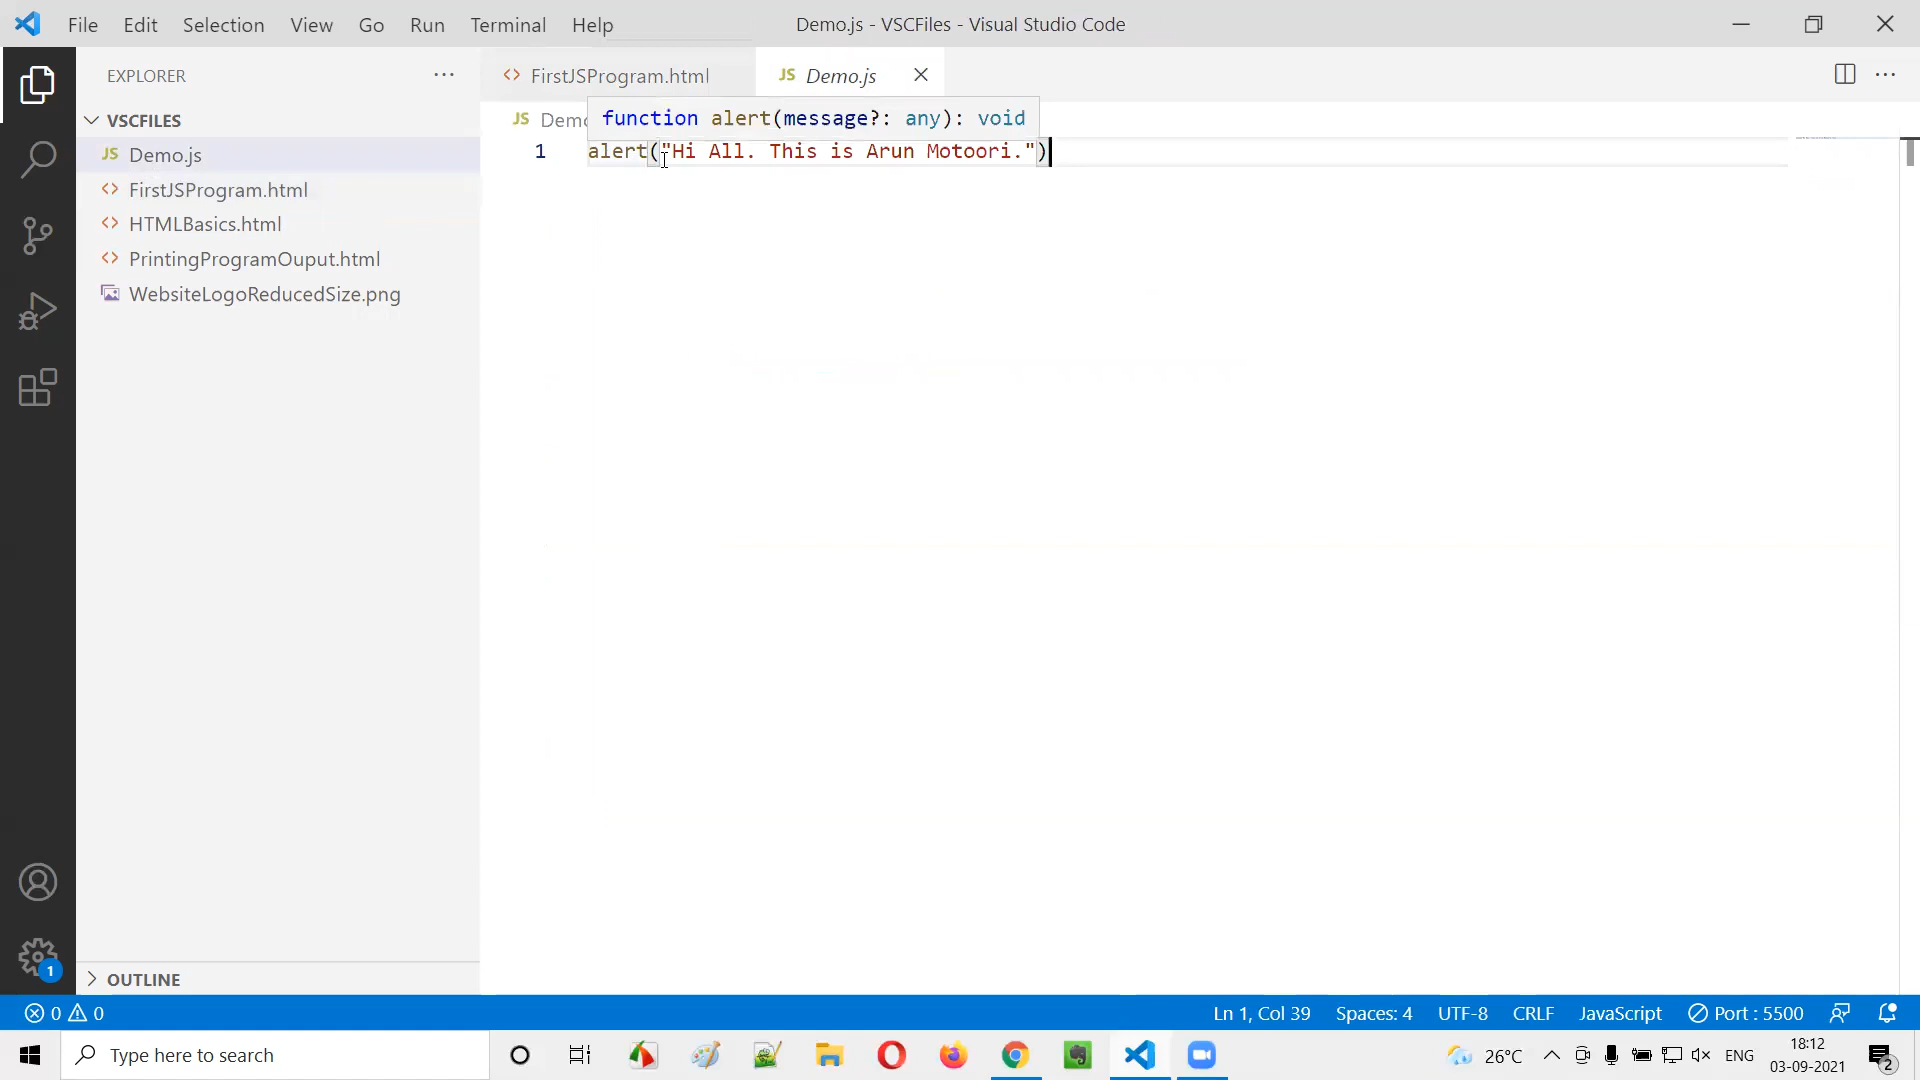 File Edit Selection View Go Run Terminal Help
Demo.js - VSCFiles - Visual Studio Code
EXPLORER
FirstJSProgram.html
JS Demo.js
VSCFILES
JS Demo.js
FirstJSProgram.html
HTMLBasics.html
PrintingProgramOuput.html
WebsiteLogoReducedSize.png
JS Demo
function alert(message?: any): void
1 alert("Hi All. This is Arun Motoori.")
1
OUTLINE
0 0
Ln 1, Col 39 Spaces: 4 UTF-8 CRLF JavaScript Port : 5500
Type here to search
26°C ENG
18:12
03-09-2021
2